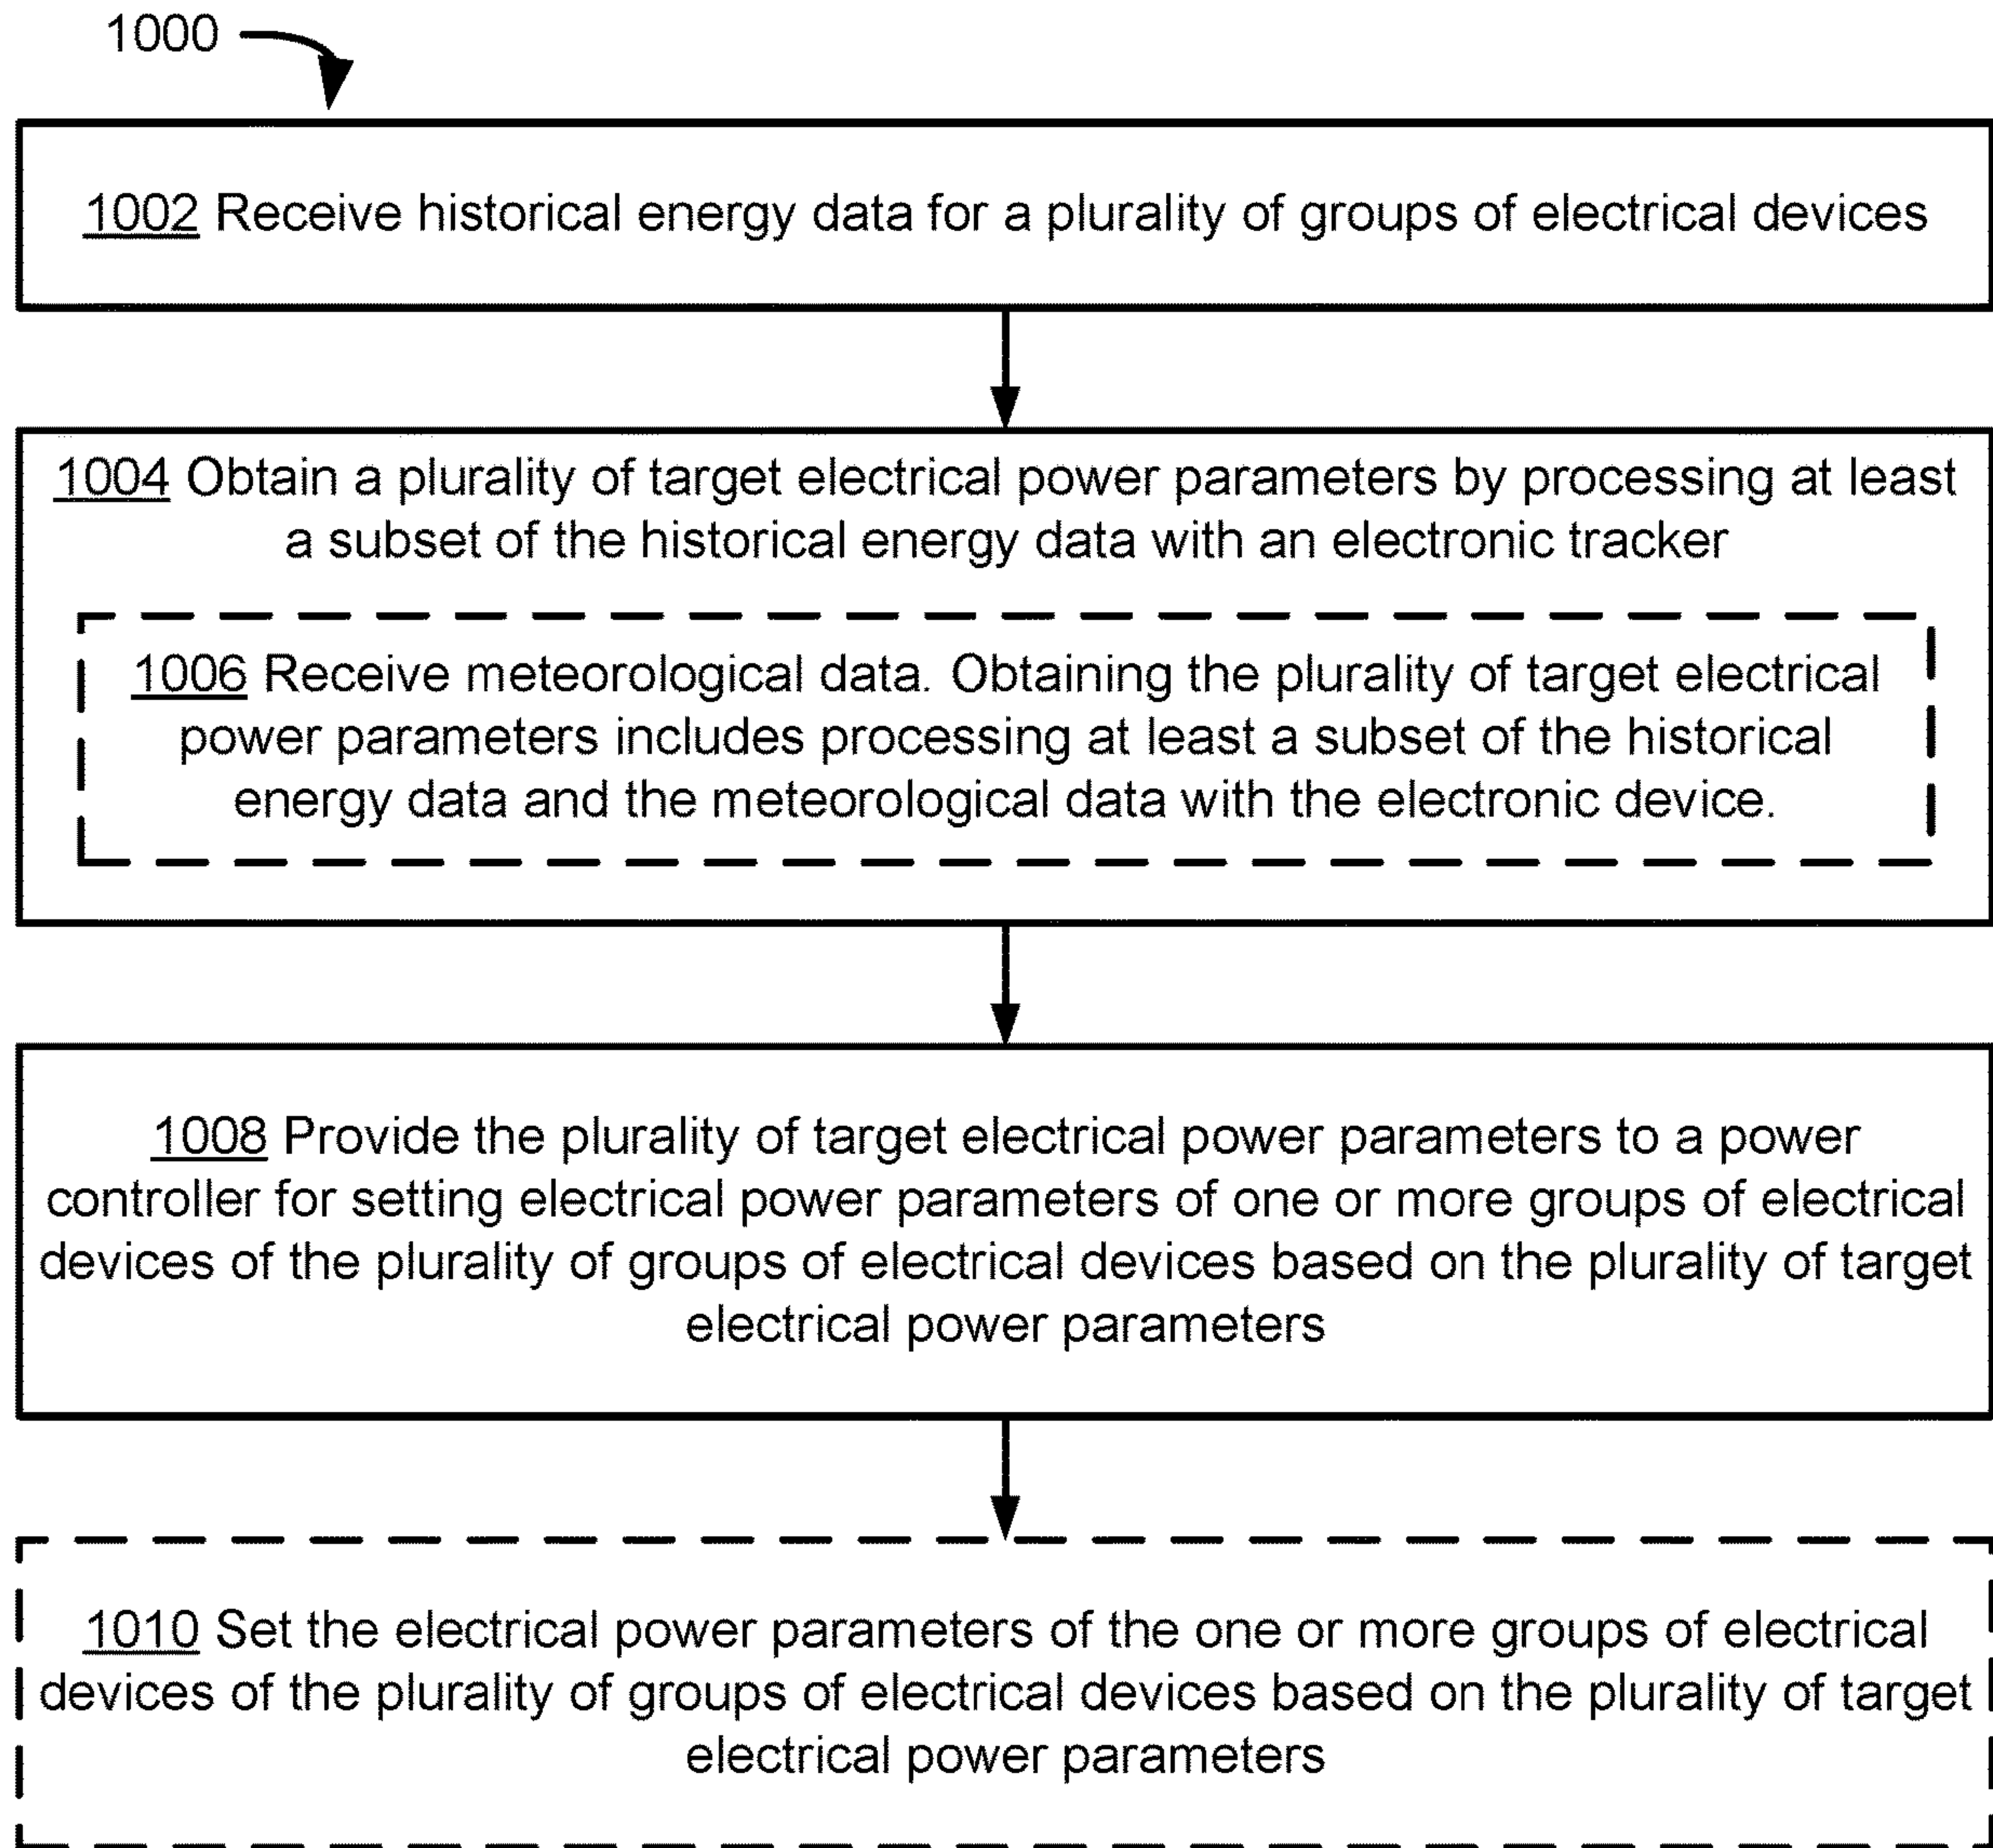 1000
1002 Receive historical energy data for a plurality of groups of electrical devices
1004 Obtain a plurality of target electrical power parameters by processing at least
a subset of the historical energy data with an electronic tracker
1006 Receive meteorological data. Obtaining the plurality of target electrical
power parameters includes processing at least a subset of the historical
energy data and the meteorological data with the electronic device.
1008 Provide the plurality of target electrical power parameters to a power
controller for setting electrical power parameters of one or more groups of electrical
devices of the plurality of groups of electrical devices based on the plurality of target
electrical power parameters
1010 Set the electrical power parameters of the one or more groups of electrical
devices of the plurality of groups of electrical devices based on the plurality of target
electrical power parameters